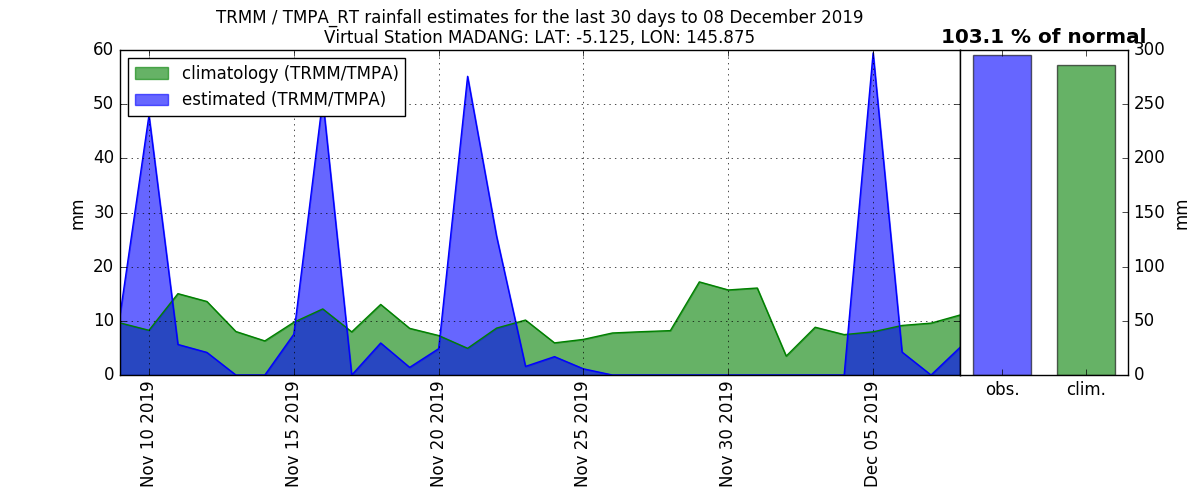 TRMM / TMPA_RT rainfall estimates for the last 30 days to 08 December 2019
Virtual Station MADANG: LAT: -5.125, LON: 145.875
103.1 % of normal
climatology (TRMM/TMPA)
estimated (TRMM/TMPA)
60
50
40
30
20
10
0
mm
Nov 10 2019
Nov 15 2019
Nov 20 2019
Nov 25 2019
Nov 30 2019
Dec 05 2019
300
250
200
150
100
50
0
mm
obs.
clim.